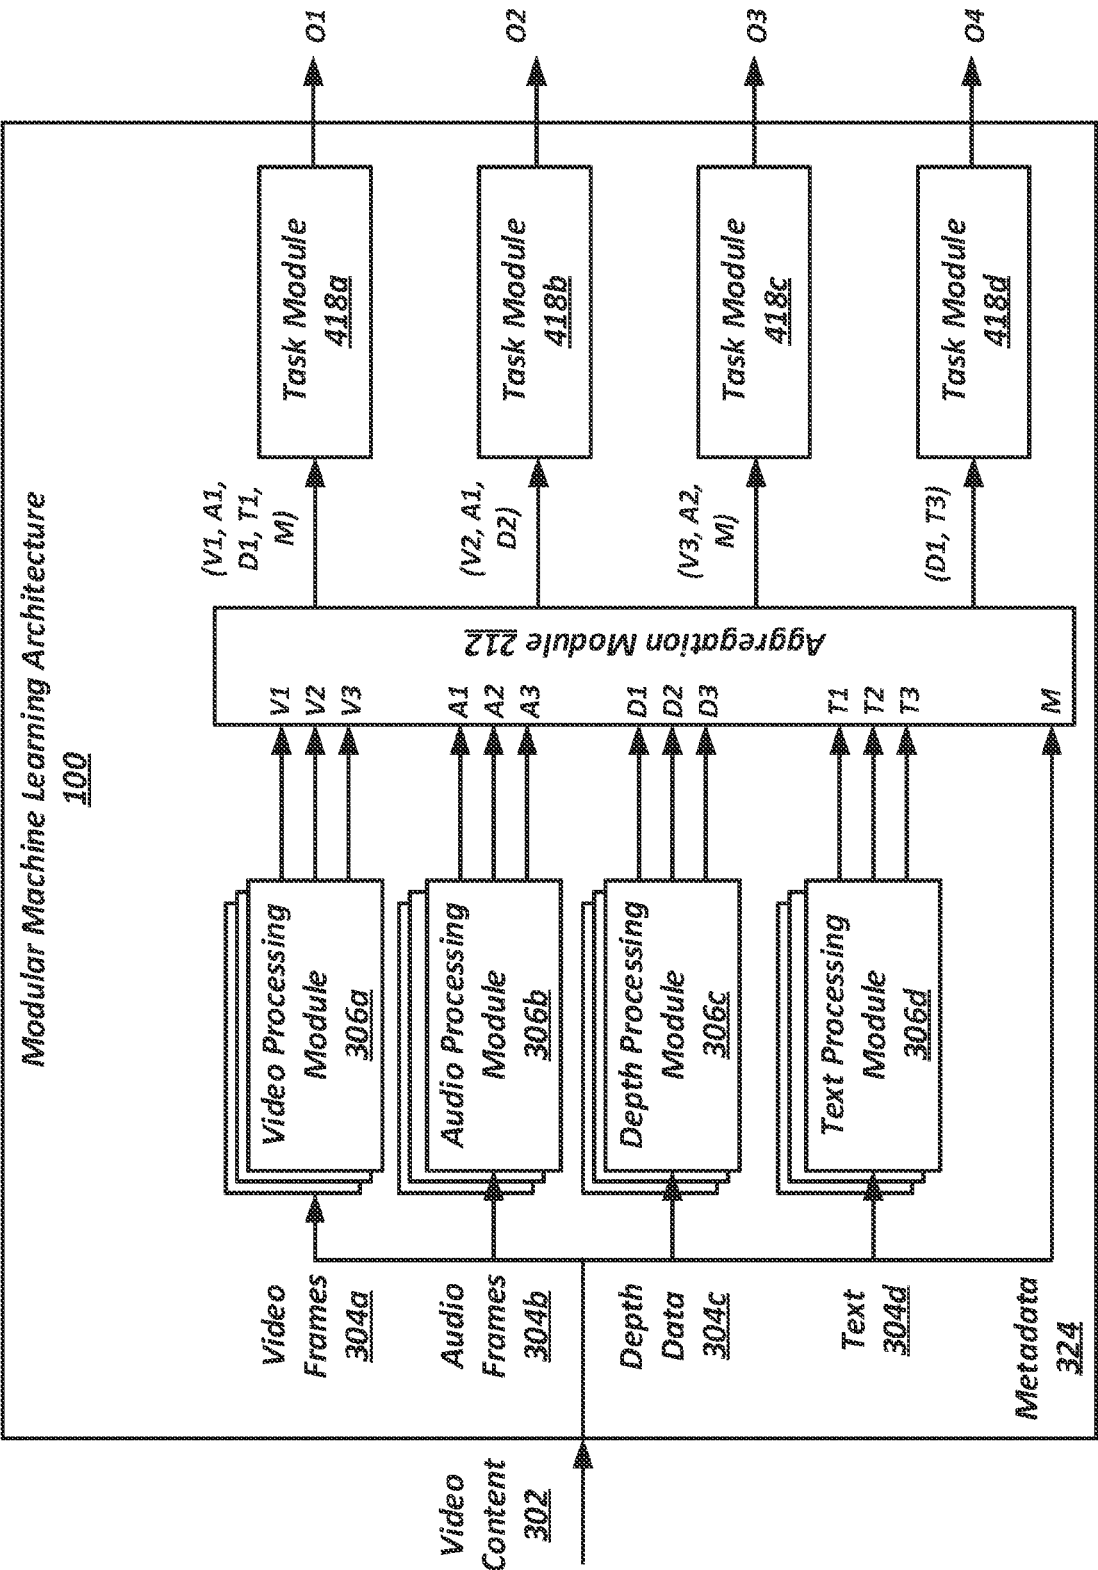 Modular Machine Learning Architecture
100
Video
Content
302
Video
Frames
304a
Audio
Frames
304b
Depth
Data
304c
Text
304d
Metadata
324
Video Processing
Module
306a
Audio Processing
Module
306b
Depth Processing
Module
306c
Text Processing
Module
306d
V1
V2
V3
A1
A2
A3
D1
D2
D3
T1
T2
T3
M
Aggregation Module 212
(V1, A1,
D1, T1,
M)
(V2, A1,
D2)
(V3, A2,
M)
(D1, T3)
Task Module
418a
Task Module
418b
Task Module
418c
Task Module
418d
O1
O2
O3
O4